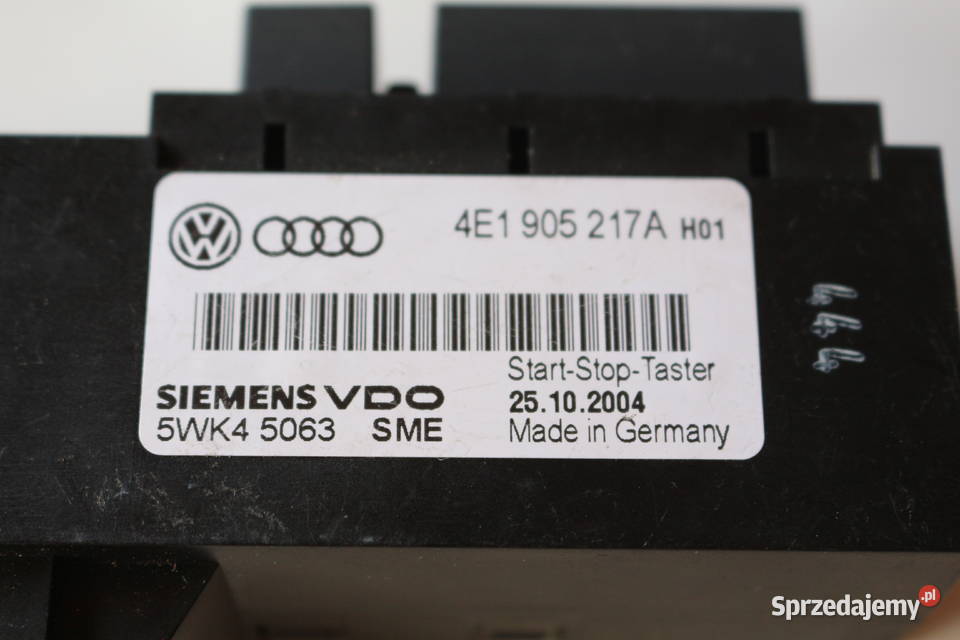 4E1 905 217A H01
Start-Stop-Taster
SIEMENS VDO 25.10.2004
5WK4 5063 SME Made in Germany
Sprzedajemy.pl